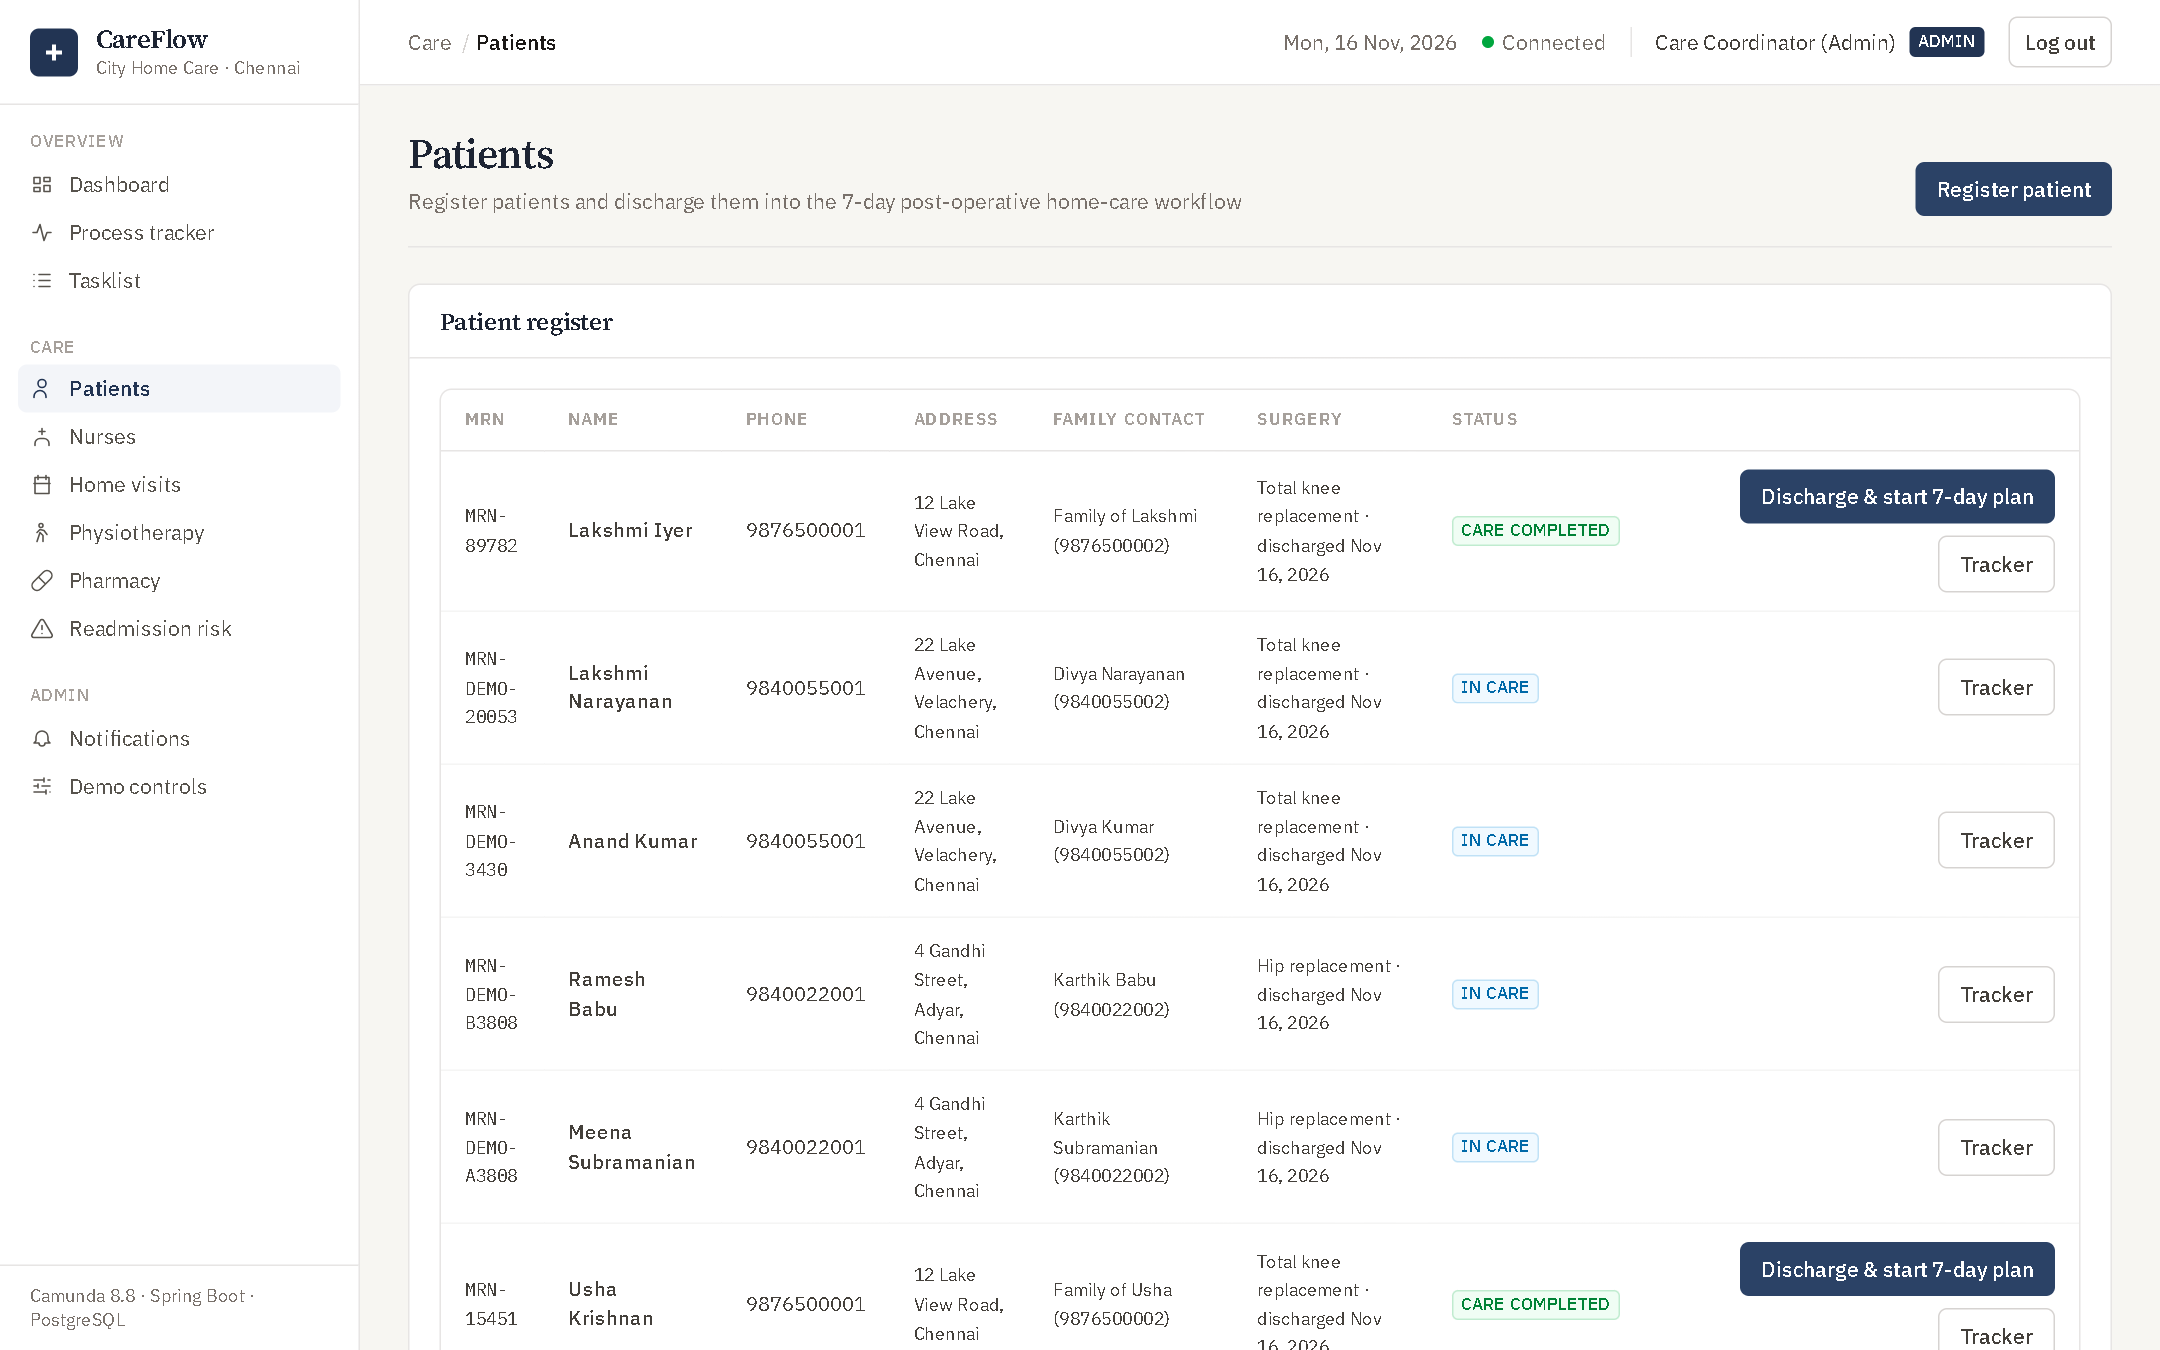 CareFlow
City Home Care · Chennai
OVERVIEW
Dashboard
Process tracker
Tasklist
CARE
Patients
Nurses
Home visits
Physiotherapy
Pharmacy
Readmission risk
ADMIN
Notifications
Demo controls
Camunda 8.8 · Spring Boot ·
PostgreSQL
Care / Patients
Mon, 16 Nov, 2026 Connected Care Coordinator (Admin) ADMIN Log out
Patients
Register patients and discharge them into the 7-day post-operative home-care workflow
Register patient
Patient register
MRN NAME PHONE ADDRESS FAMILY CONTACT SURGERY STATUS
MRN-
89782
Lakshmi Iyer
9876500001
12 Lake
View Road,
Chennai
Family of Lakshmi
(9876500002)
Total knee
replacement ·
discharged Nov
16, 2026
CARE COMPLETED
Discharge & start 7-day plan
Tracker
MRN-
DEMO-
20053
Lakshmi
Narayanan
9840055001
22 Lake
Avenue,
Velachery,
Chennai
Divya Narayanan
(9840055002)
Total knee
replacement ·
discharged Nov
16, 2026
IN CARE
Tracker
MRN-
DEMO-
3430
Anand Kumar
9840055001
22 Lake
Avenue,
Velachery,
Chennai
Divya Kumar
(9840055002)
Total knee
replacement ·
discharged Nov
16, 2026
IN CARE
Tracker
MRN-
DEMO-
B3808
Ramesh
Babu
9840022001
4 Gandhi
Street,
Adyar,
Chennai
Karthik Babu
(9840022002)
Hip replacement ·
discharged Nov
16, 2026
IN CARE
Tracker
MRN-
DEMO-
A3808
Meena
Subramanian
9840022001
4 Gandhi
Street,
Adyar,
Chennai
Karthik
Subramanian
(9840022002)
Hip replacement ·
discharged Nov
16, 2026
IN CARE
Tracker
MRN-
15451
Usha
Krishnan
9876500001
12 Lake
View Road,
Chennai
Family of Usha
(9876500002)
Total knee
replacement ·
discharged Nov
16, 2026
CARE COMPLETED
Discharge & start 7-day plan
Tracker